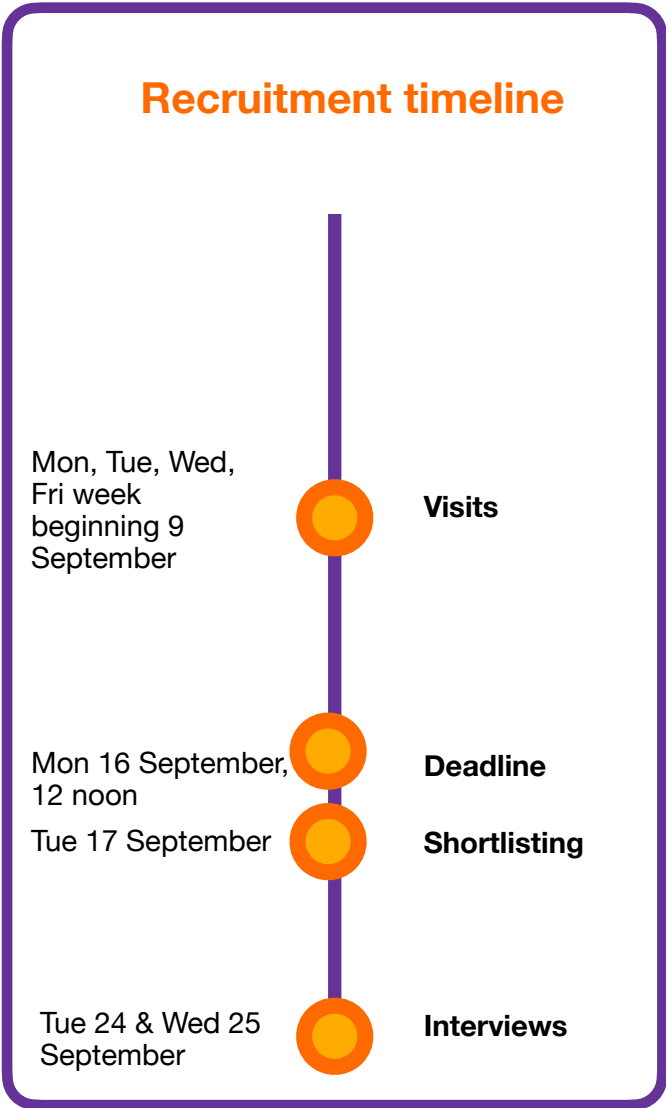 Recruitment timeline
Mon, Tue, Wed,
Fri week
beginning 9
September
Visits
Mon 16 September,
12 noon
Deadline
Tue 17 September
Shortlisting
Tue 24 & Wed 25
September
Interviews